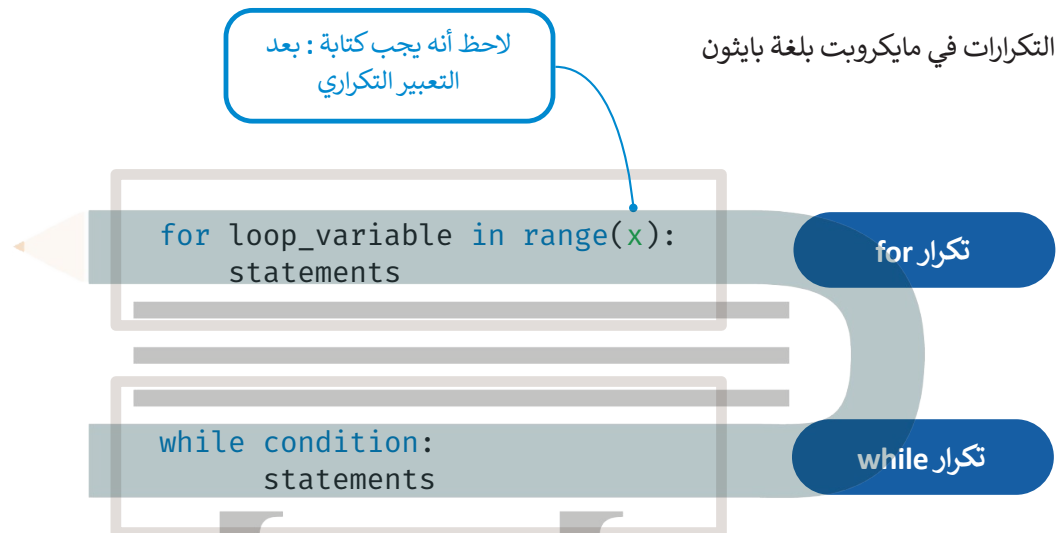 التكرارات في مايكروبت بلغة بايثون
لاحظ أنه يجب كتابة : بعد
التعبير التكراري
for loop_variable in range(x):
    statements
تكرار for
while condition:
      statements
تكرار while